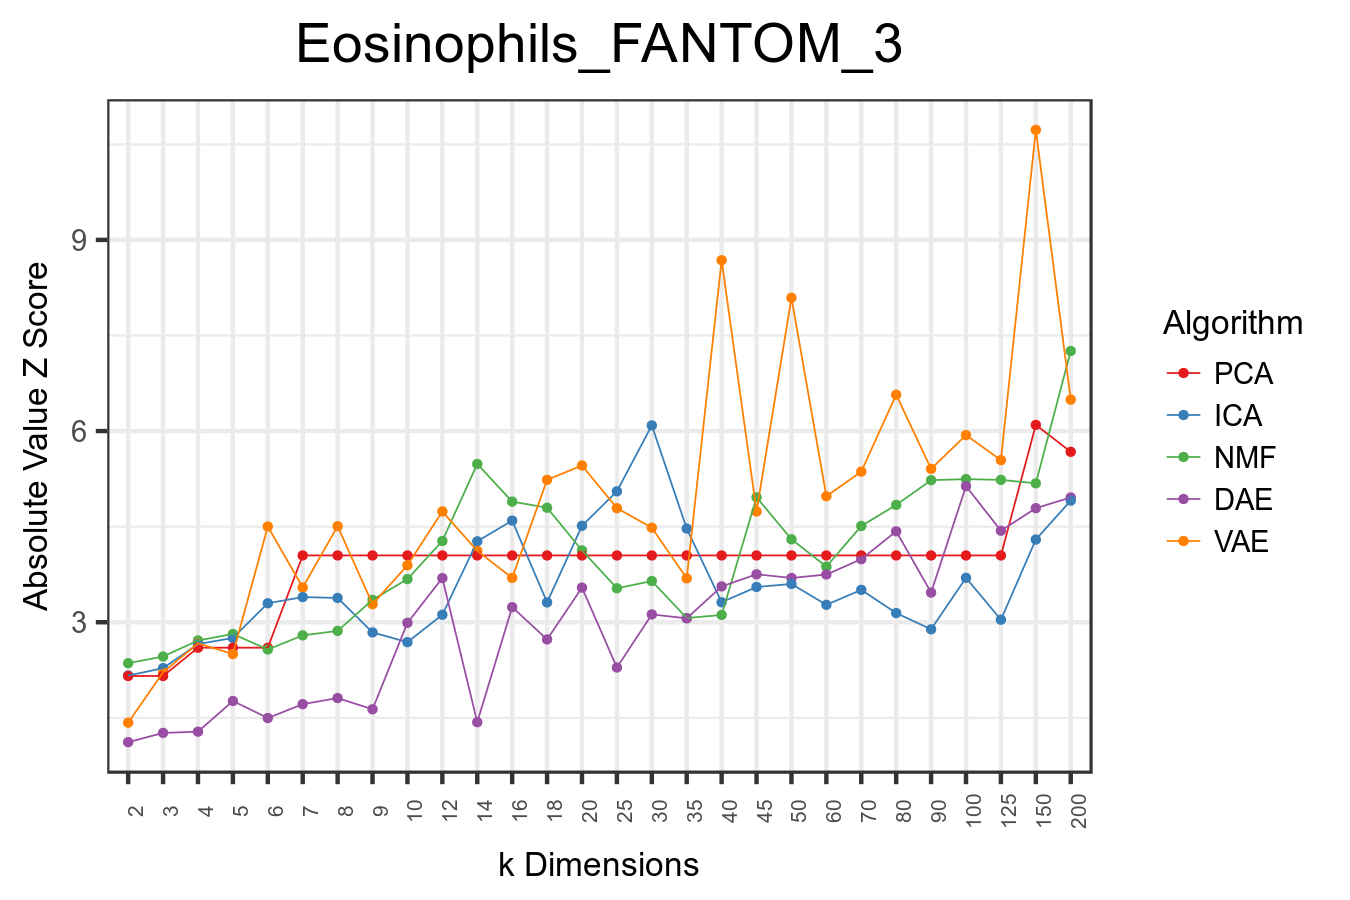 Eosinophils_FANTOM_3
Absolute Value Z Score
9
6
3
2 3 4 5 6 7 8 9 10 12 14 16 18 20 25 30 35 40 45 50 60 70 80 90 100 125 150 200
k Dimensions
Algorithm
PCA
ICA
NMF
DAE
VAE